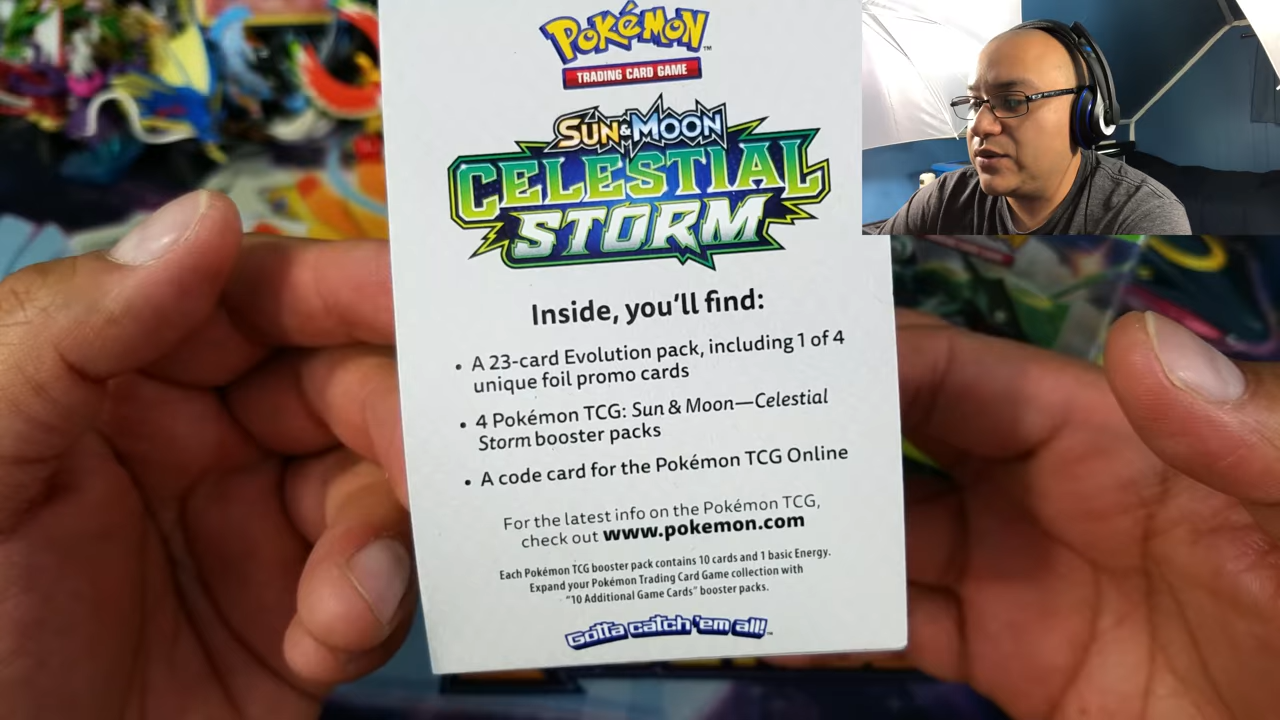 POKéMON™
TRADING CARD GAME
SUN & MOON
CELESTIAL
STORM
Inside, you'll find:
• A 23-card Evolution pack, including 1 of 4
unique foil promo cards
• 4 Pokémon TCG: Sun & Moon—Celestial
Storm booster packs
• A code card for the Pokémon TCG Online
For the latest info on the Pokémon TCG,
check out www.pokemon.com
Each Pokémon TCG booster pack contains 10 cards and 1 basic Energy.
Expand your Pokémon Trading Card Game collection with
"10 Additional Game Cards" booster packs.
Gotta catch 'em all!™